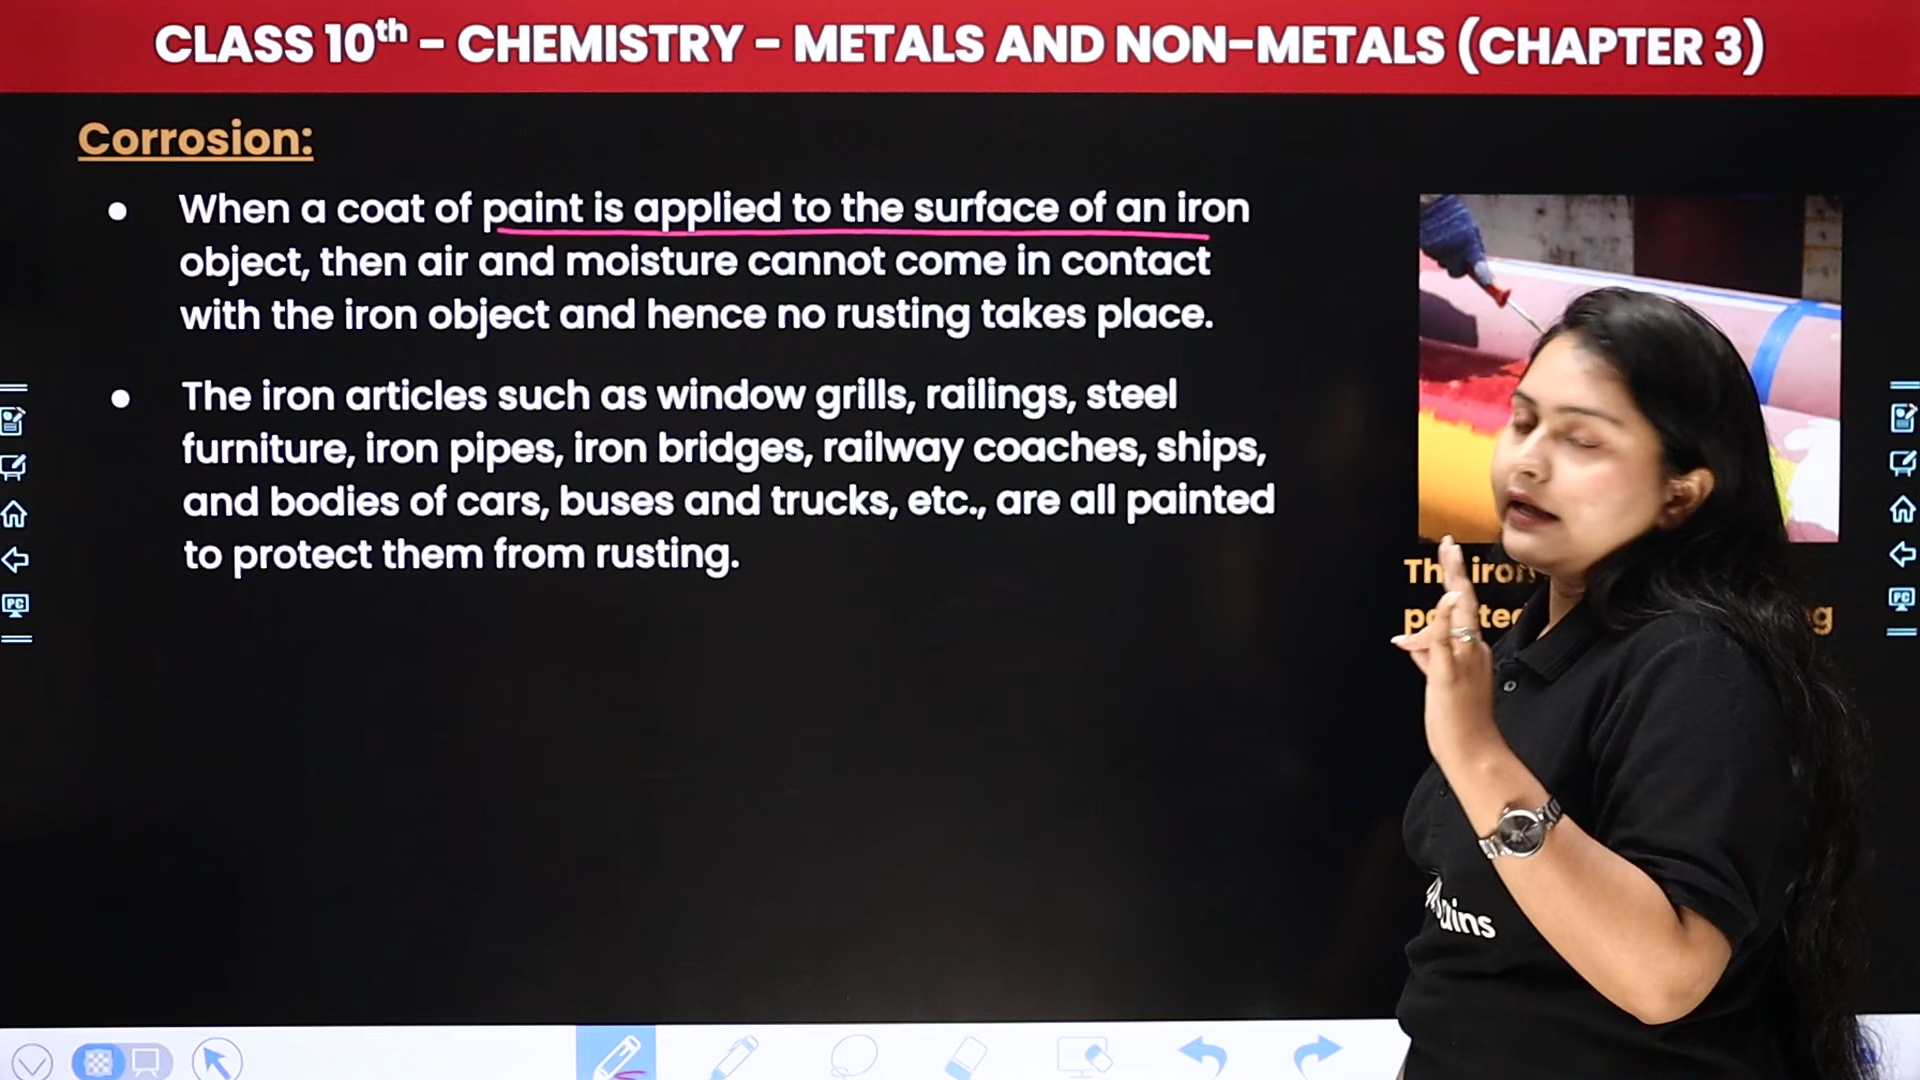 CLASS 10th – CHEMISTRY – METALS AND NON-METALS (CHAPTER 3)
Corrosion:
● When a coat of paint is applied to the surface of an iron
object, then air and moisture cannot come in contact
with the iron object and hence no rusting takes place.
● The iron articles such as window grills, railings, steel
furniture, iron pipes, iron bridges, railway coaches, ships,
and bodies of cars, buses and trucks, etc., are all painted
to protect them from rusting.
PC
PC